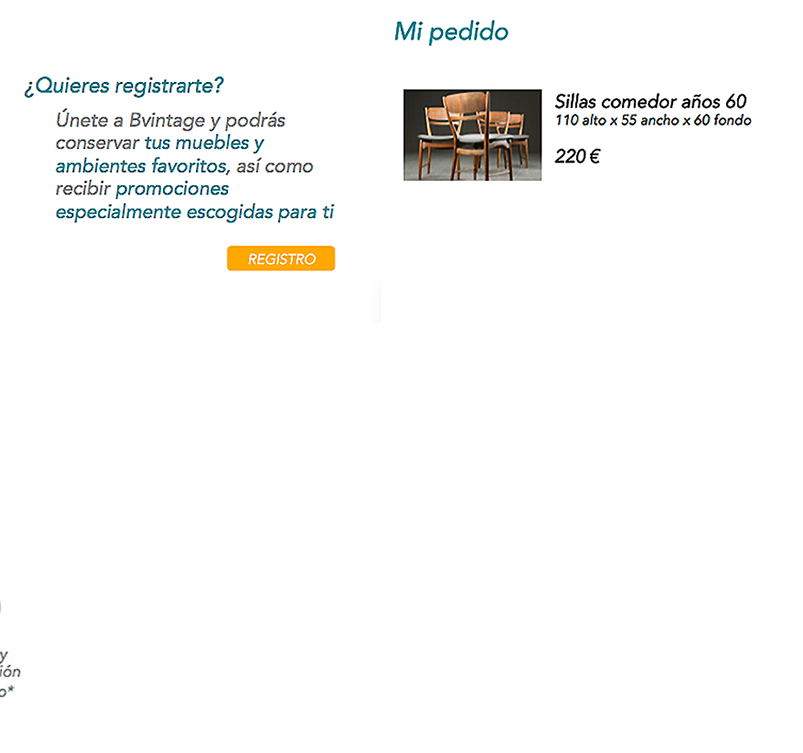 Mi pedido
¿Quieres registrarte?
Únete a Bvintage y podrás
conservar tus muebles y
ambientes favoritos, así como
recibir promociones
especialmente escogidas para ti
REGISTRO
Sillas comedor años 60
110 alto x 55 ancho x 60 fondo
220 €
y
ión
o*